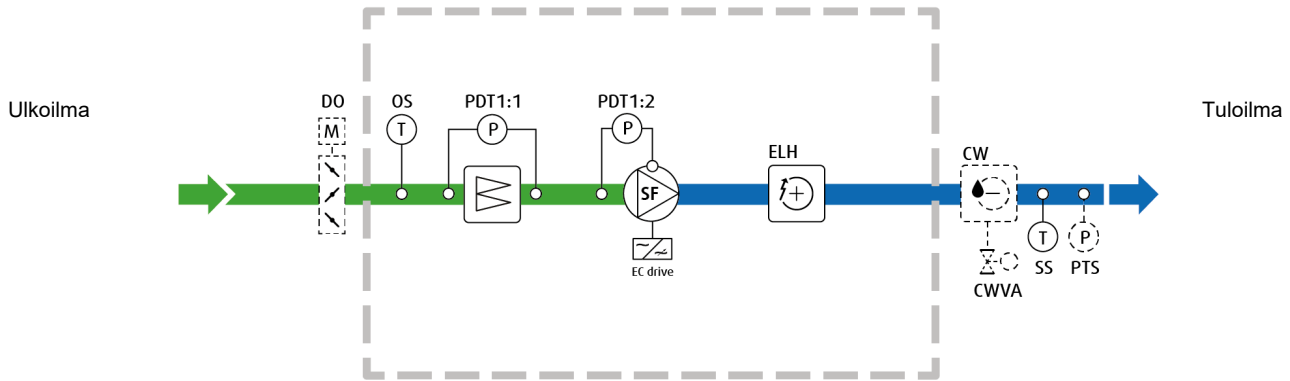 Ulkoilma
DO
M
OS
T
PDT1:1
P
PDT1:2
P
SF
EC drive
ELH
CW
CWVA
T
SS
P
PTS
Tuloilma